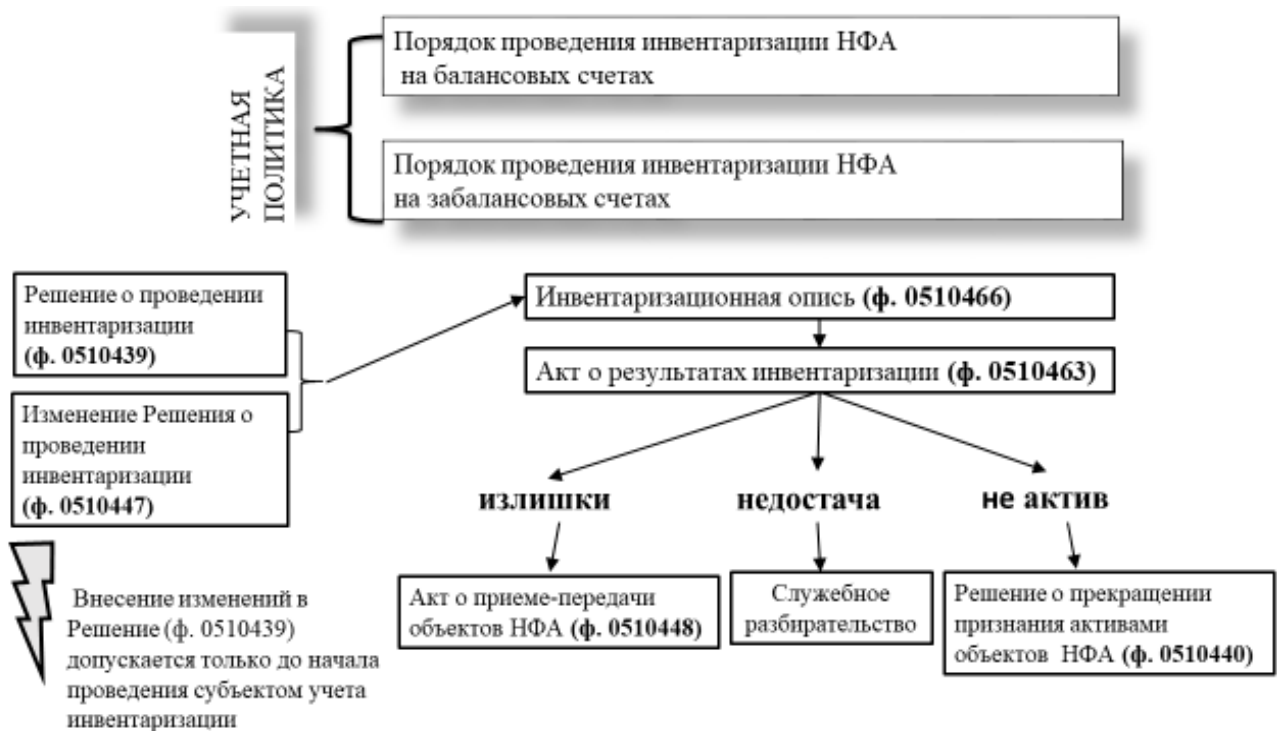 УЧЕТНАЯ
ПОЛИТИКА
Порядок проведения инвентаризации НФА
на балансовых счетах
Порядок проведения инвентаризации НФА
на забалансовых счетах
Решение о проведении
инвентаризации
(ф. 0510439)
Изменение Решения о
проведении
инвентаризации
(ф. 0510447)
Внесение изменений в
Решение (ф. 0510439)
допускается только до начала
проведения субъектом учета
инвентаризации
Инвентаризационная опись (ф. 0510466)
Акт о результатах инвентаризации (ф. 0510463)
излишки
недостача
не актив
Акт о приеме-передачи
объектов НФА (ф. 0510448)
Служебное
разбирательство
Решение о прекращении
признания активами
объектов НФА (ф. 0510440)